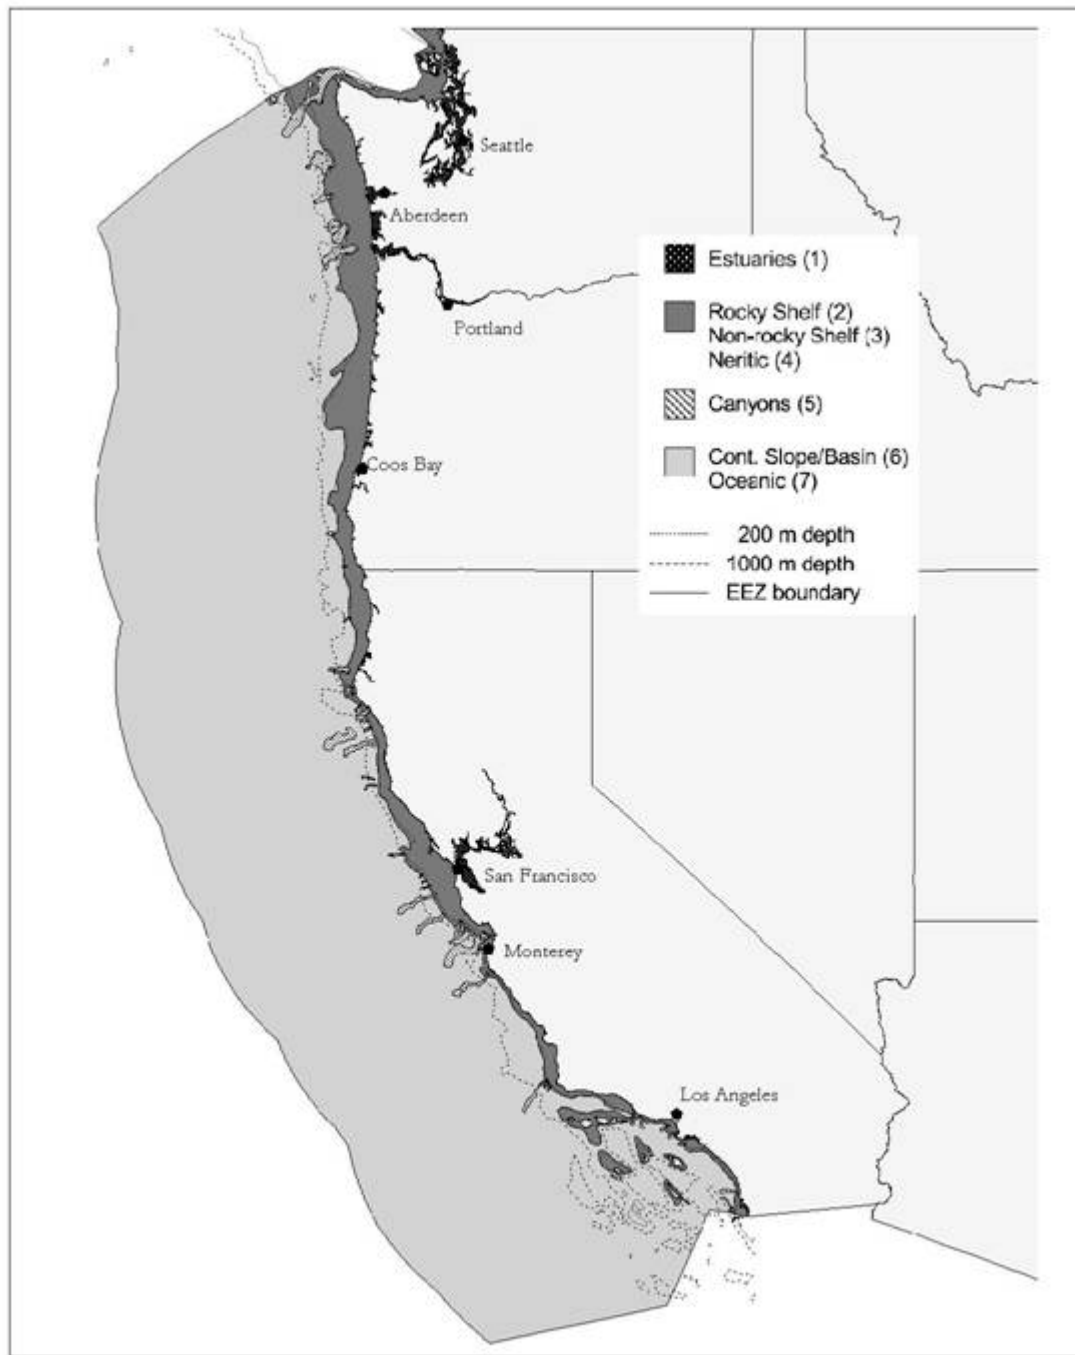 Seattle
Aberdeen
Estuaries (1)
Rocky Shelf (2)
Non-rocky Shelf (3)
Neritic (4)
Portland
Canyons (5)
Coos Bay
Cont. Slope/Basin (6)
Oceanic (7)
200 m depth
1000 m depth
EEZ boundary
San Francisco
Monterey
Los Angeles